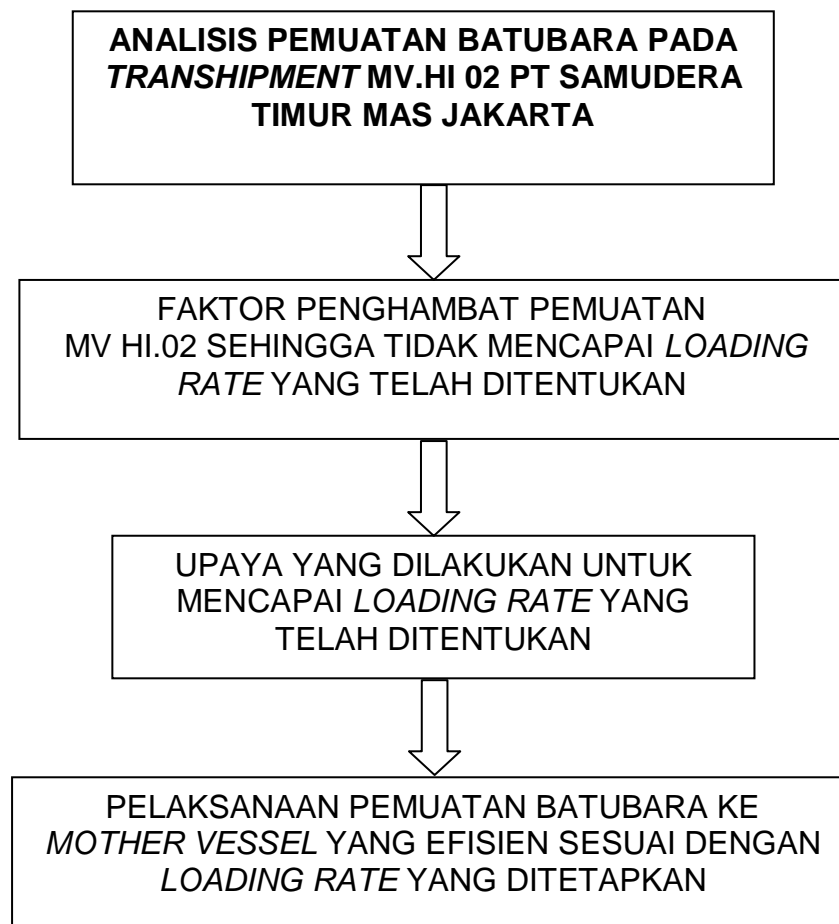 ANALISIS PEMUATAN BATUBARA PADA
TRANSHIPMENT MV.HI 02 PT SAMUDERA
TIMUR MAS JAKARTA
FAKTOR PENGHAMBAT PEMUATAN
MV HI.02 SEHINGGA TIDAK MENCAPAI LOADING
RATE YANG TELAH DITENTUKAN
UPAYA YANG DILAKUKAN UNTUK
MENCAPAI LOADING RATE YANG
TELAH DITENTUKAN
PELAKSANAAN PEMUATAN BATUBARA KE
MOTHER VESSEL YANG EFISIEN SESUAI DENGAN
LOADING RATE YANG DITETAPKAN